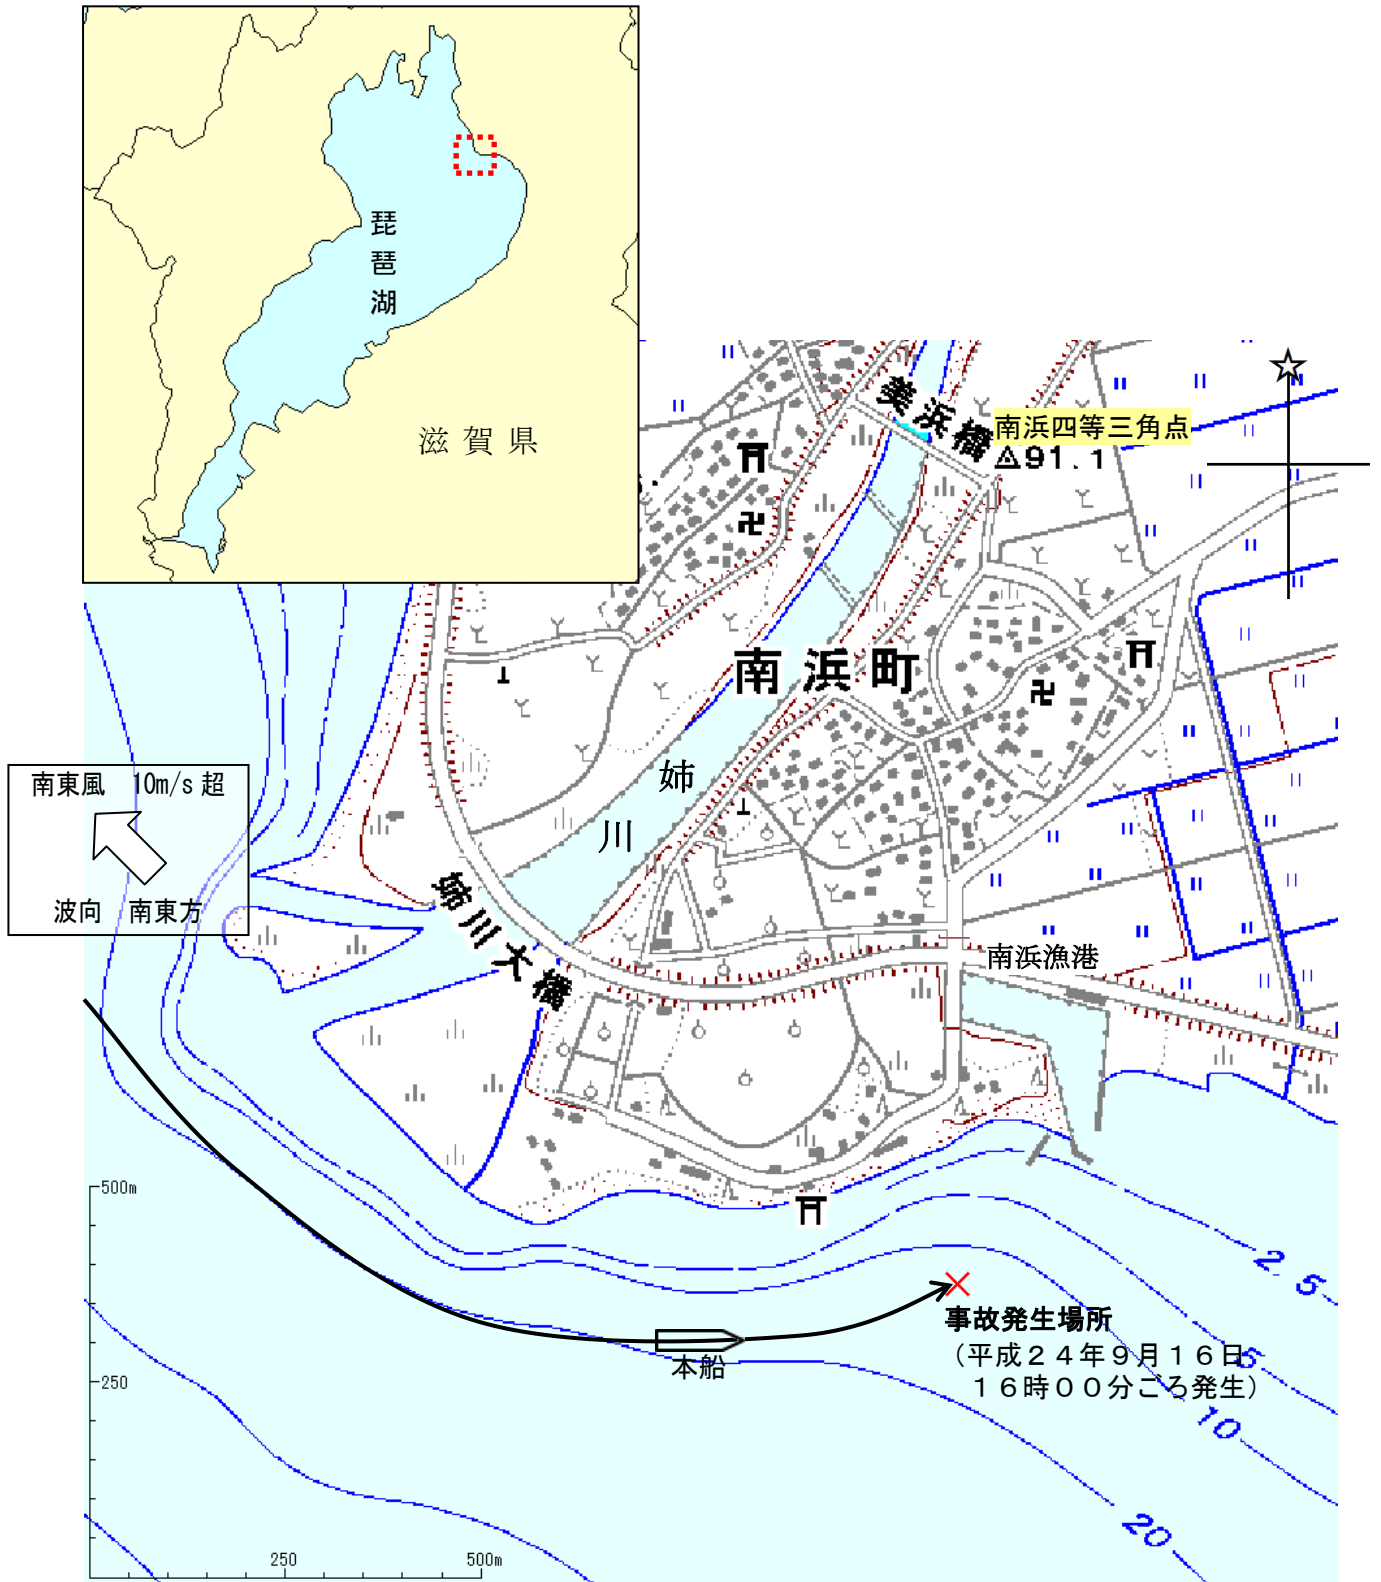 琵琶湖
滋賀県
美浜橋
南浜四等三角点
91.1
南浜町
姉川
南東風 10m/s 超
波向 南東方
姉川大橋
南浜漁港
500m
250
事故発生場所
(平成24年9月16日
16時00分ごろ発生)
本船
2.5
5
10
20
250
500m